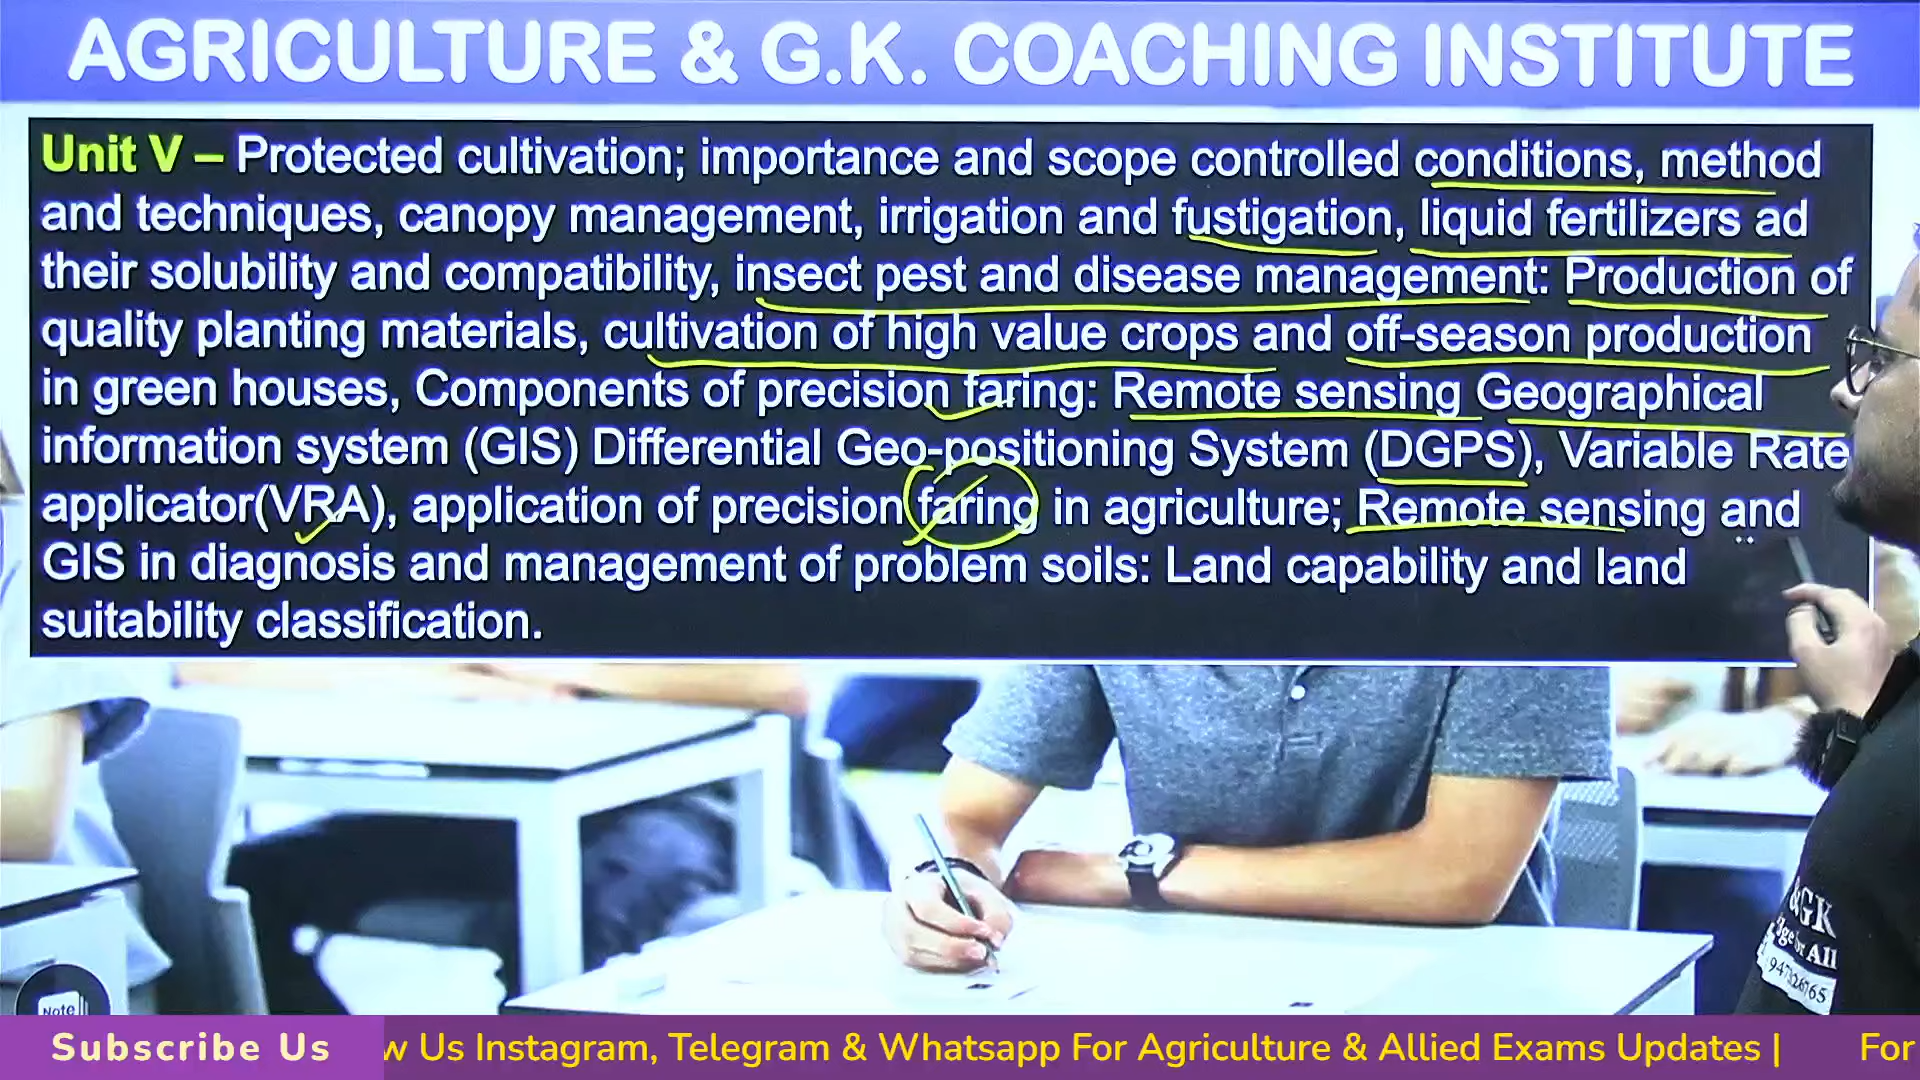 AGRICULTURE & G.K. COACHING INSTITUTE
Unit V – Protected cultivation; importance and scope controlled conditions, method
and techniques, canopy management, irrigation and fustigation, liquid fertilizers ad
their solubility and compatibility, insect pest and disease management: Production of
quality planting materials, cultivation of high value crops and off-season production
in green houses, Components of precision faring: Remote sensing Geographical
information system (GIS) Differential Geo-positioning System (DGPS), Variable Rate
applicator(VRA), application of precision faring in agriculture; Remote sensing and
GIS in diagnosis and management of problem soils: Land capability and land
suitability classification.
&GK
All
Note
Subscribe Us
w Us Instagram, Telegram & Whatsapp For Agriculture & Allied Exams Updates |
For